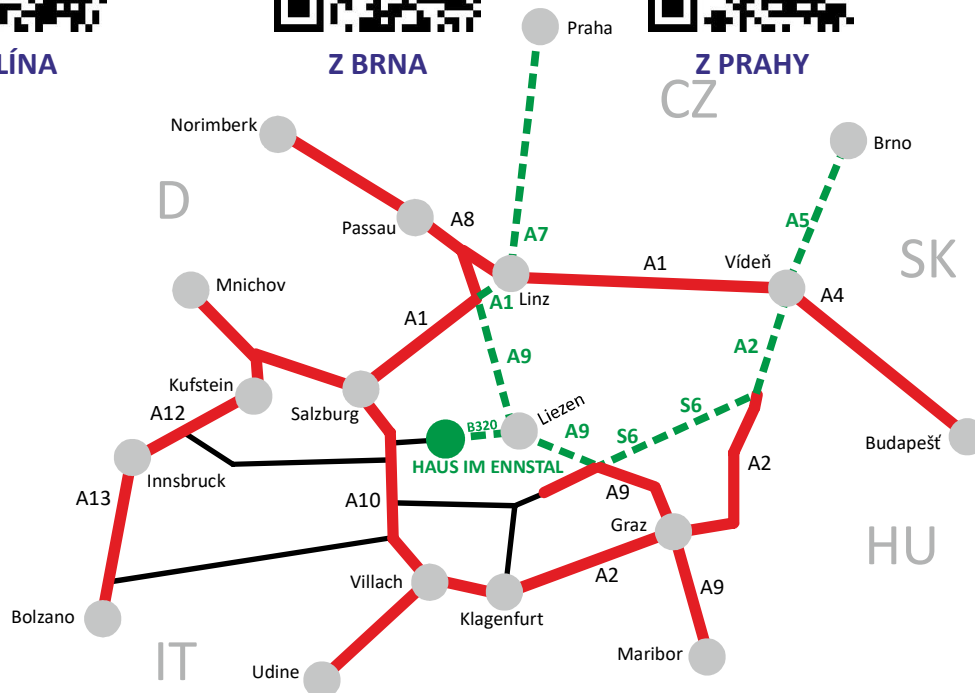 LÍNA
Z BRNA
Z PRAHY
Praha
CZ
Norimberk
Brno
D
Passau
A8
A7
A5
SK
Vídeň
A1
Mnichov
A4
A1
Linz
A1
A9
A2
Kufstein
A12
Salzburg
Liezen
B320
S6
A9
S6
HAUS IM ENNSTAL
Budapešť
A2
Innsbruck
A13
A10
A9
Graz
HU
Villach
A2
A9
Bolzano
Klagenfurt
IT
Maribor
Udine